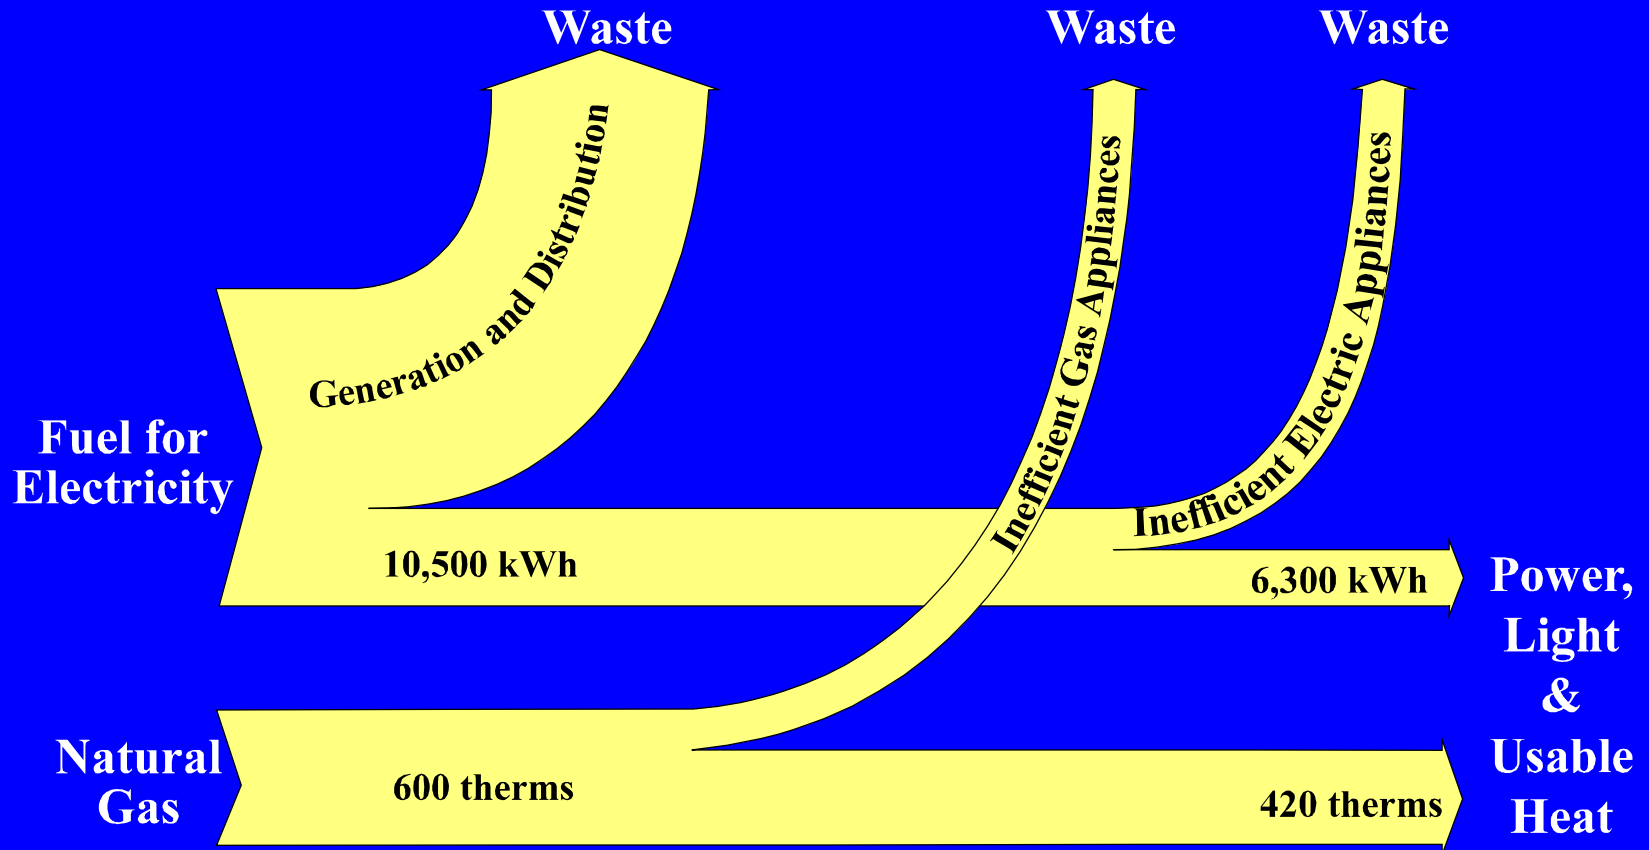 Waste
Waste
Waste
Generation and Distribution
Inefficient Gas Appliances
Inefficient Electric Appliances
Fuel for
Electricity
10,500 kWh
6,300 kWh
Power,
Light
&
Usable
Heat
Natural
Gas
600 therms
420 therms